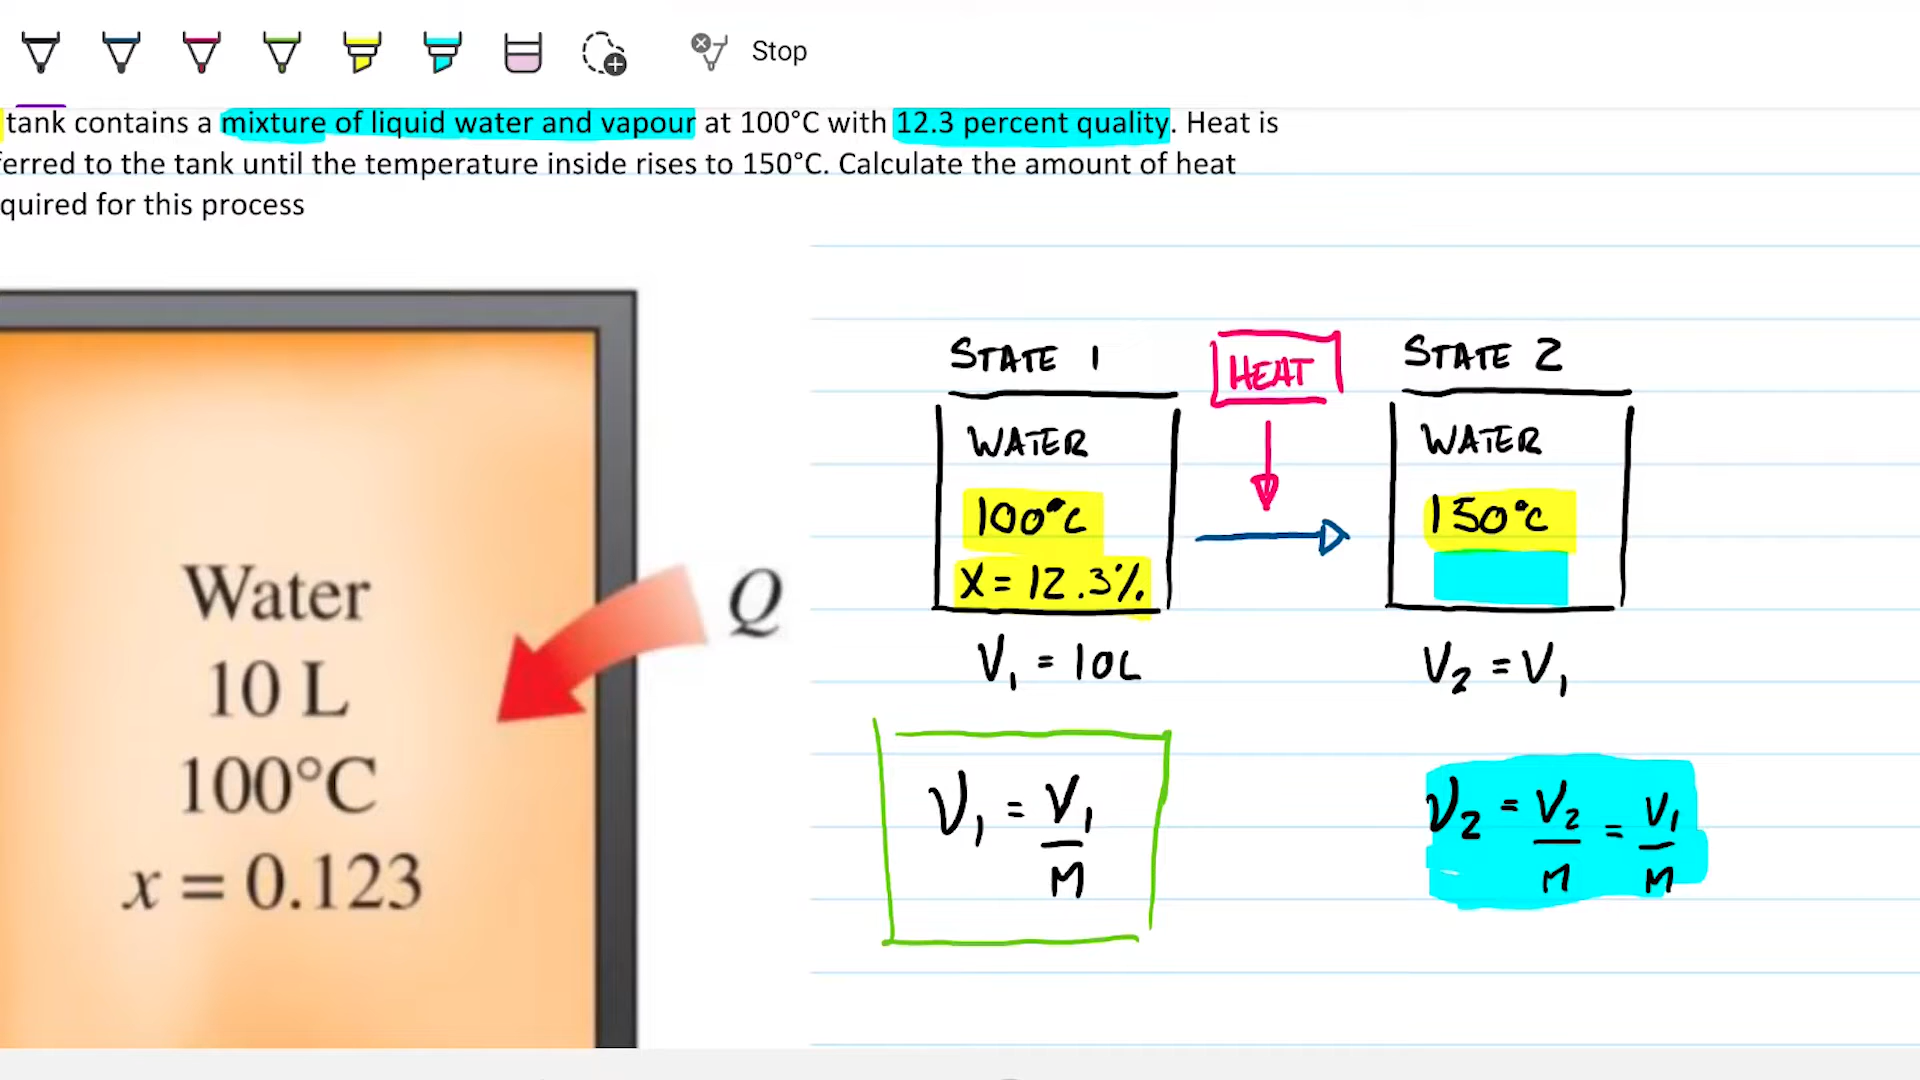 Stop
tank contains a mixture of liquid water and vapour at 100°C with 12.3 percent quality. Heat is
ferred to the tank until the temperature inside rises to 150°C. Calculate the amount of heat
quired for this process
Water
10 L
100°C
x = 0.123
Q
STATE 1
HEAT
STATE 2
WATER
WATER
100°C
150°C
X = 12.3%
V₁ = 10L
V₂ = V₁
ν₁ = V₁/M
ν₂ = V₂/M = V₁/M